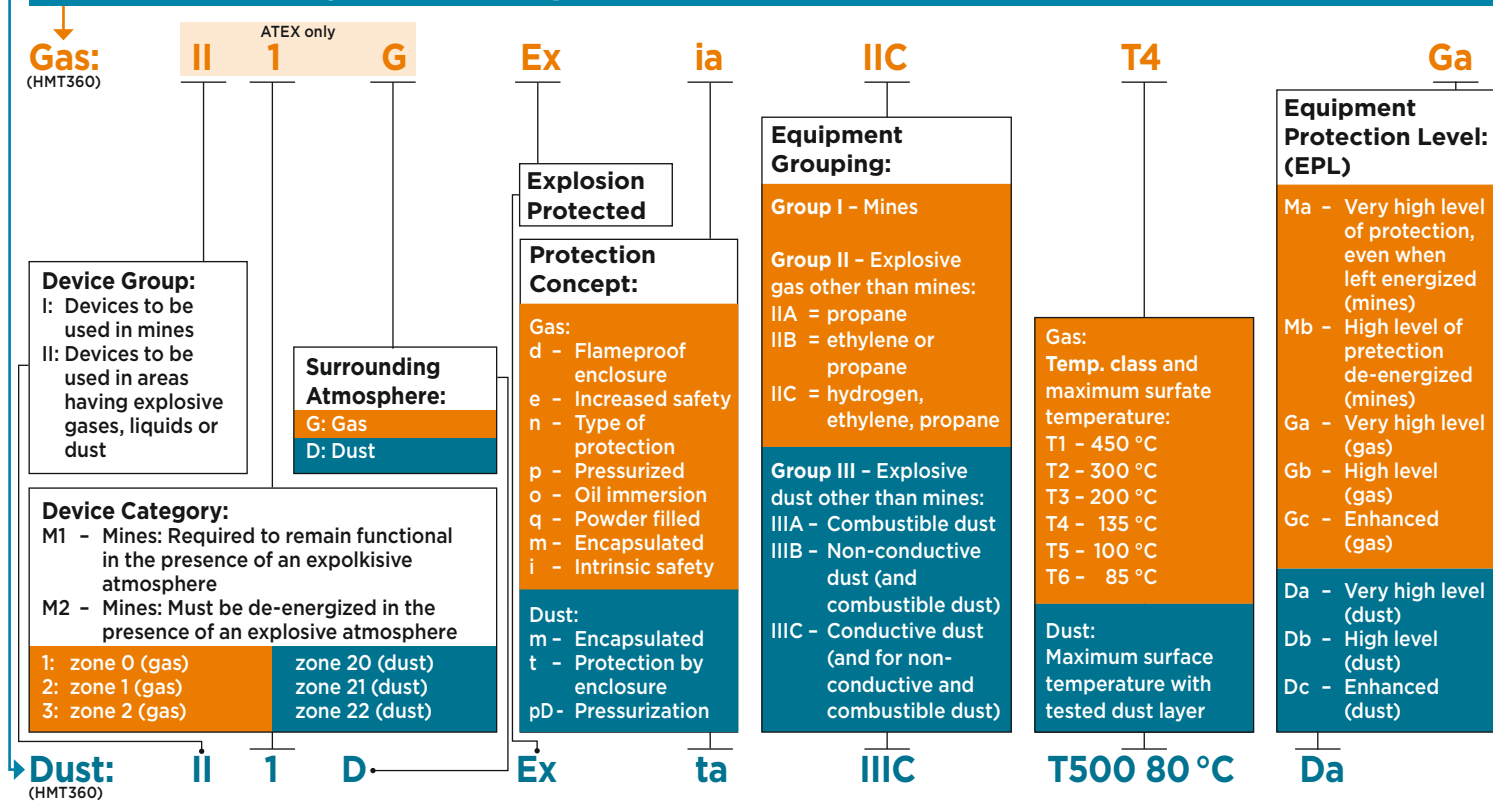 ATEX only
Gas: II 1 G Ex ia IIC T4 Ga
(HMT360)
Device Group:
I: Devices to be
used in mines
II: Devices to be
used in areas
having explosive
gases, liquids or
dust
Surrounding
Atmosphere:
G: Gas
D: Dust
Device Category:
M1 – Mines: Required to remain functional
in the presence of an expolkisive
atmosphere
M2 – Mines: Must be de-energized in the
presence of an explosive atmosphere
1: zone 0 (gas) zone 20 (dust)
2: zone 1 (gas) zone 21 (dust)
3: zone 2 (gas) zone 22 (dust)
Explosion
Protected
Protection
Concept:
Gas:
d – Flameproof
enclosure
e – Increased safety
n – Type of
protection
p – Pressurized
o – Oil immersion
q – Powder filled
m – Encapsulated
i – Intrinsic safety
Dust:
m – Encapsulated
t – Protection by
enclosure
pD - Pressurization
Equipment
Grouping:
Group I – Mines
Group II – Explosive
gas other than mines:
IIA = propane
IIB = ethylene or
propane
IIC = hydrogen,
ethylene, propane
Group III – Explosive
dust other than mines:
IIIA – Combustible dust
IIIB – Non-conductive
dust (and
combustible dust)
IIIC – Conductive dust
(and for non-
conductive and
combustible dust)
Gas:
Temp. class and
maximum surfate
temperature:
T1 – 450 °C
T2 – 300 °C
T3 – 200 °C
T4 – 135 °C
T5 – 100 °C
T6 – 85 °C
Dust:
Maximum surface
temperature with
tested dust layer
Equipment
Protection Level:
(EPL)
Ma – Very high level
of protection,
even when
left energized
(mines)
Mb – High level of
pretection
de-energized
(mines)
Ga – Very high level
(gas)
Gb – High level
(gas)
Gc – Enhanced
(gas)
Da – Very high level
(dust)
Db – High level
(dust)
Dc – Enhanced
(dust)
Dust: II 1 D Ex ta IIIC T500 80 °C Da
(HMT360)